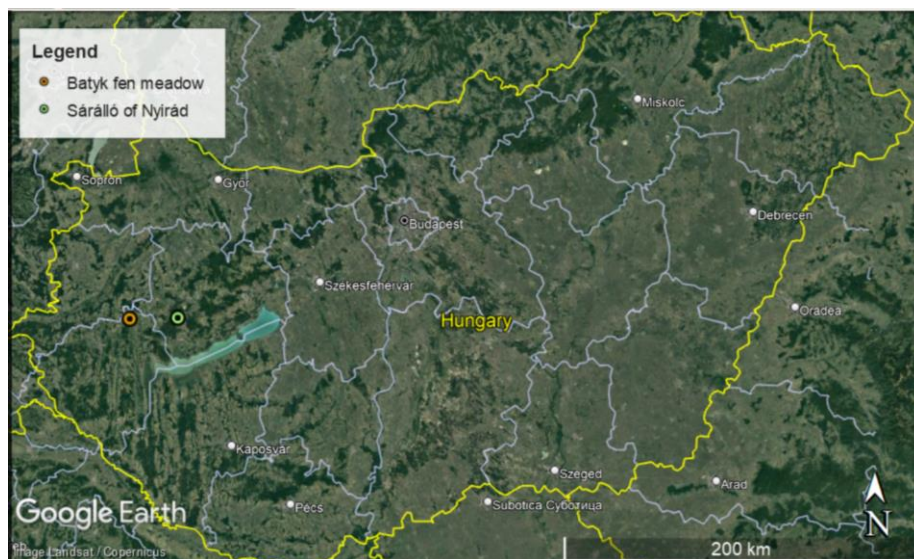 Legend
Batyk fen meadow
Sárálló of Nyirád
Miskolc
Sopron
Gyor
Debrecen
Budapest
Székesfehérvár
Oradea
Hungary
Kaposvár
Szeged
Arad
Pécs
Subotica Суботица
Google Earth
N
Image Landsat / Copernicus
200 km